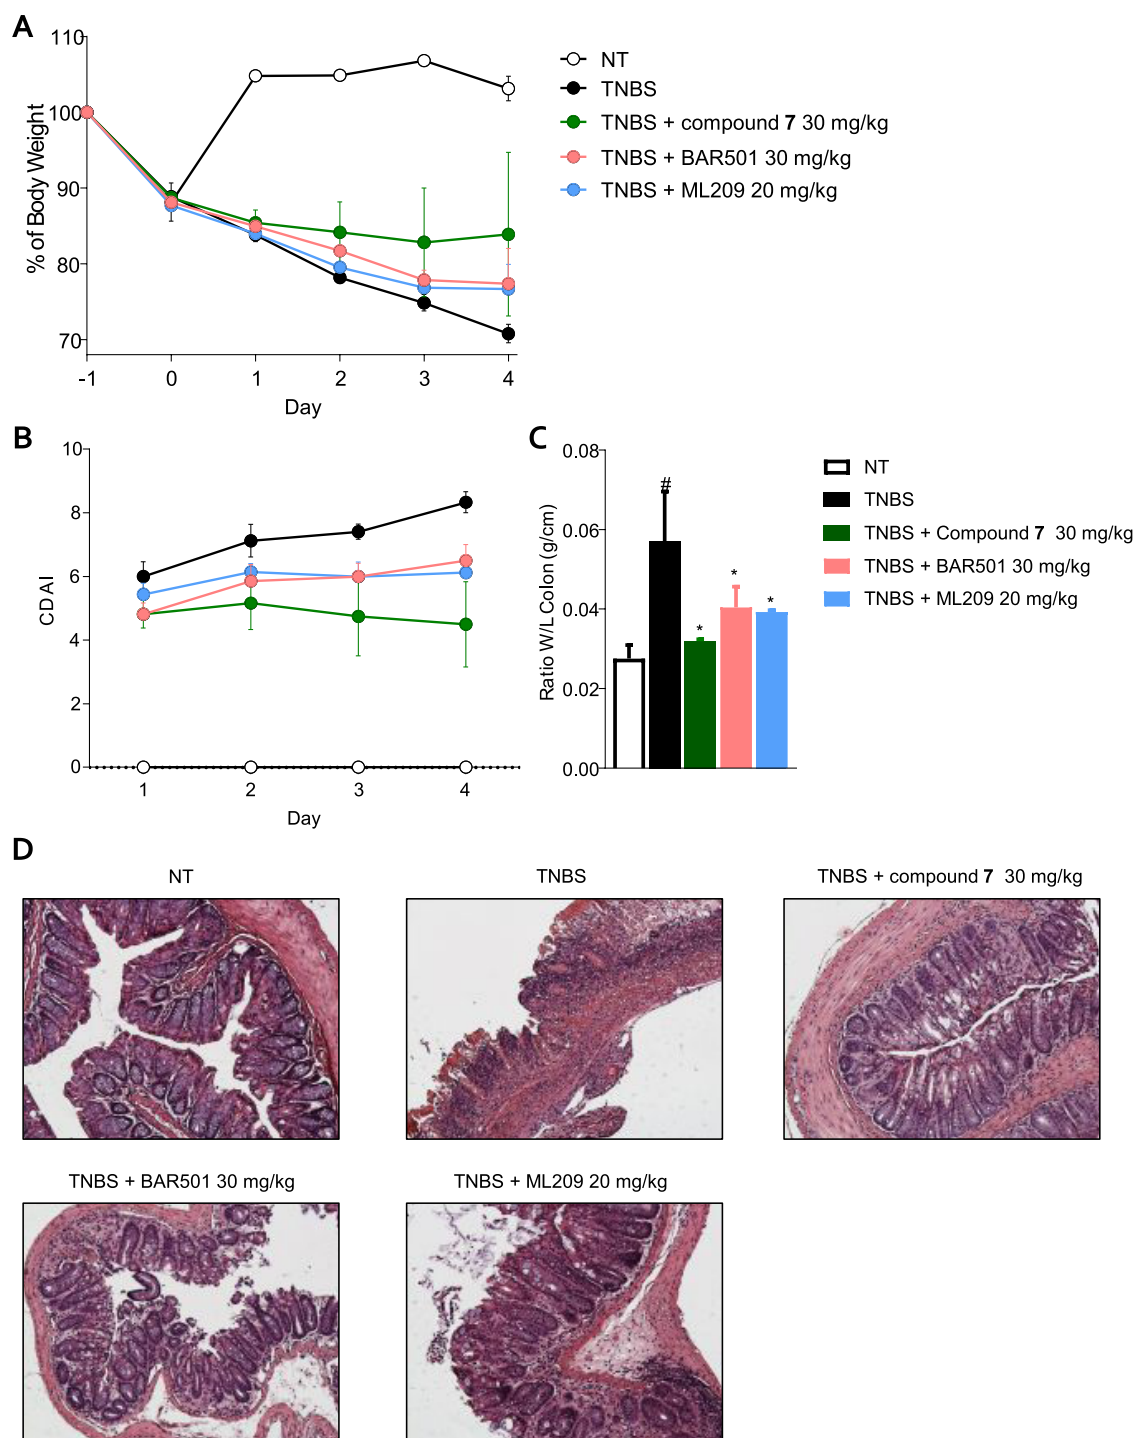 A
110
100
90
80
70
% of Body Weight
-1 0 1 2 3 4
Day
NT
TNBS
TNBS + compound 7 30 mg/kg
TNBS + BAR501 30 mg/kg
TNBS + ML209 20 mg/kg
B
10
8
6
4
2
0
CDAI
1 2 3 4
Day
C
0.08
0.06
0.04
0.02
0.00
Ratio W/L Colon (g/cm)
#
* * *
NT
TNBS
TNBS + Compound 7 30 mg/kg
TNBS + BAR501 30 mg/kg
TNBS + ML209 20 mg/kg
D
NT
TNBS
TNBS + compound 7 30 mg/kg
TNBS + BAR501 30 mg/kg
TNBS + ML209 20 mg/kg